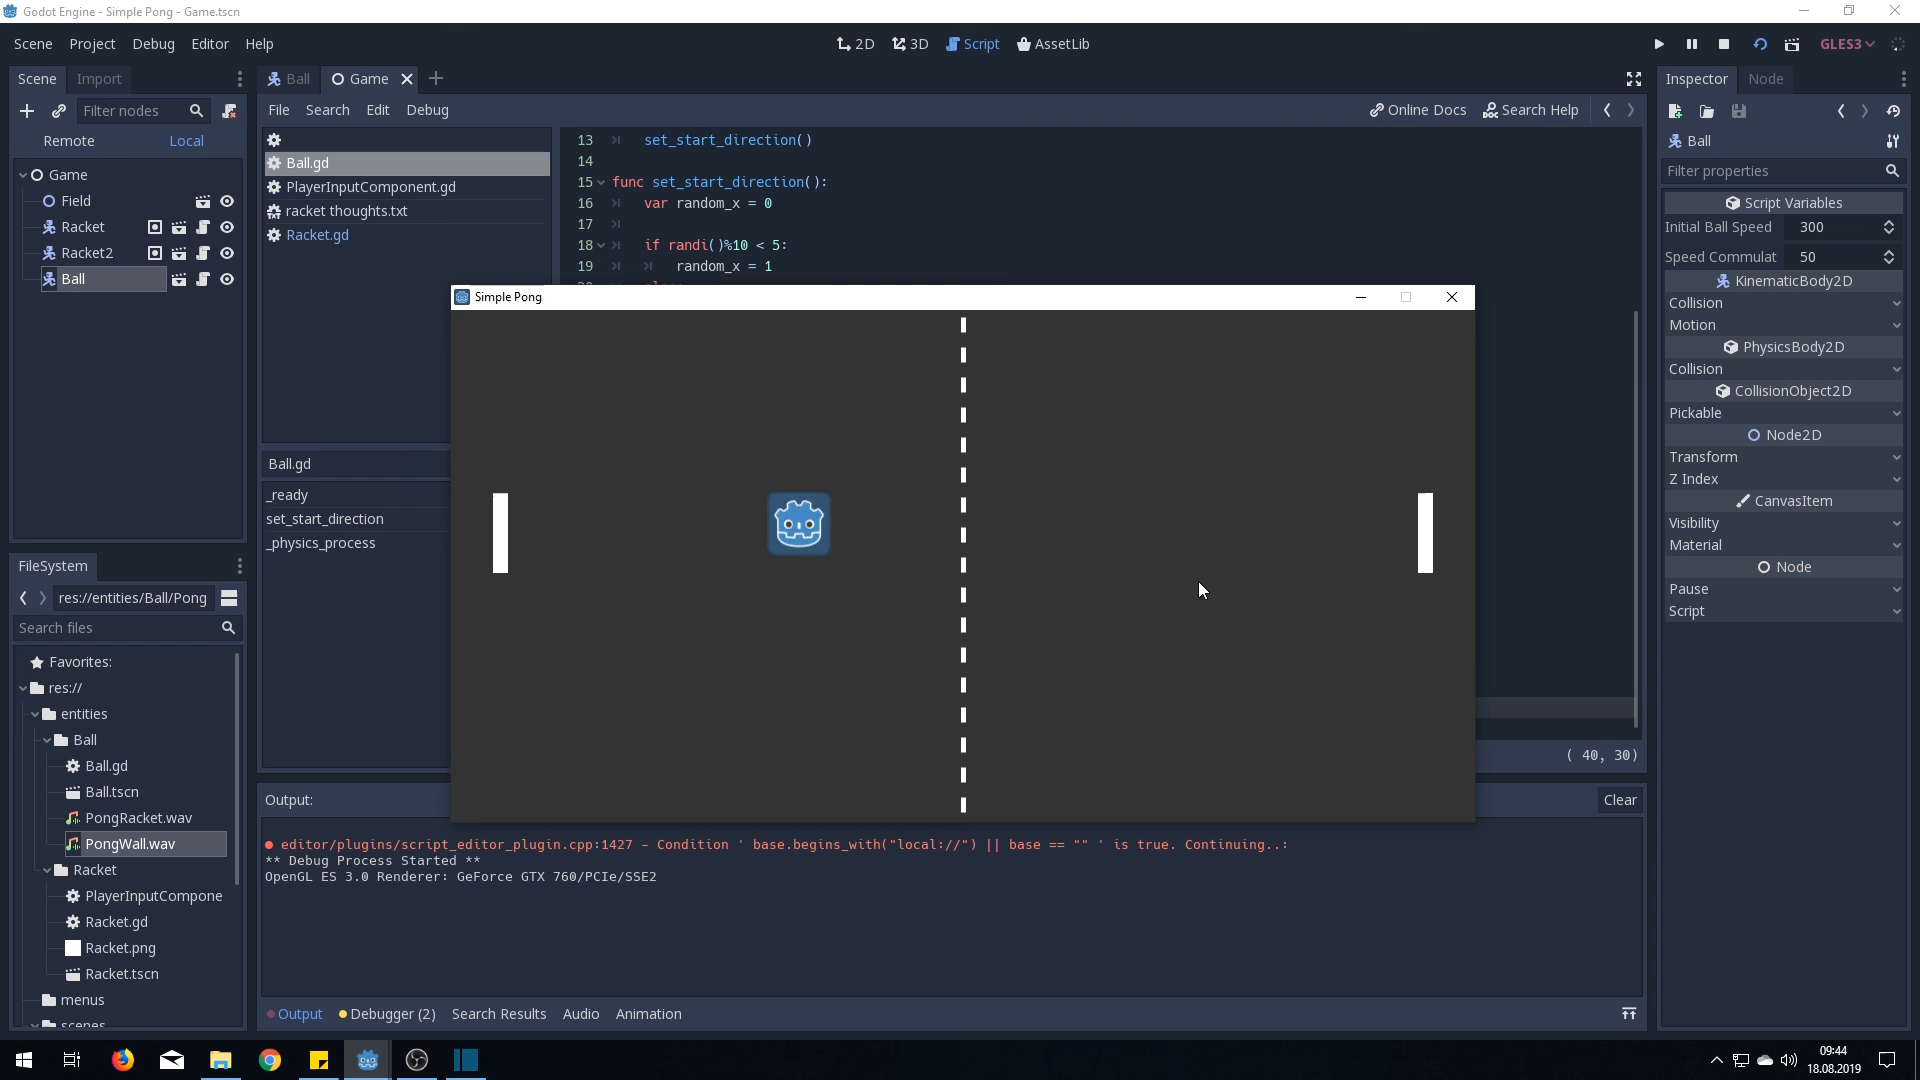 Godot Engine - Simple Pong - Game.tscn
Scene Project Debug Editor Help
2D 3D Script AssetLib
GLES3
Scene Import
Ball Game
Inspector Node
Filter nodes
File Search Edit Debug
Online Docs Search Help
Remote Local
Ball
Filter properties
Game
Field
Racket
Racket2
Ball
Ball.gd
PlayerInputComponent.gd
racket thoughts.txt
Racket.gd
13 set_start_direction()
14
15 func set_start_direction():
16 var random_x = 0
17
18 if randi()%10 < 5:
19 random_x = 1
Script Variables
Initial Ball Speed 300
Speed Commulat 50
KinematicBody2D
Collision
Motion
PhysicsBody2D
Collision
CollisionObject2D
Pickable
Node2D
Transform
Z Index
CanvasItem
Visibility
Material
Node
Pause
Script
Simple Pong
Ball.gd
_ready
set_start_direction
_physics_process
( 40, 30)
FileSystem
res://entities/Ball/Pong
Search files
Favorites:
res://
entities
Ball
Ball.gd
Ball.tscn
PongRacket.wav
PongWall.wav
Racket
PlayerInputCompone
Racket.gd
Racket.png
Racket.tscn
menus
scenes
Output:
Clear
editor/plugins/script_editor_plugin.cpp:1427 - Condition ' base.begins_with("local://") || base == "" ' is true. Continuing..:
** Debug Process Started **
OpenGL ES 3.0 Renderer: GeForce GTX 760/PCIe/SSE2
Output Debugger (2) Search Results Audio Animation
09:44
18.08.2019